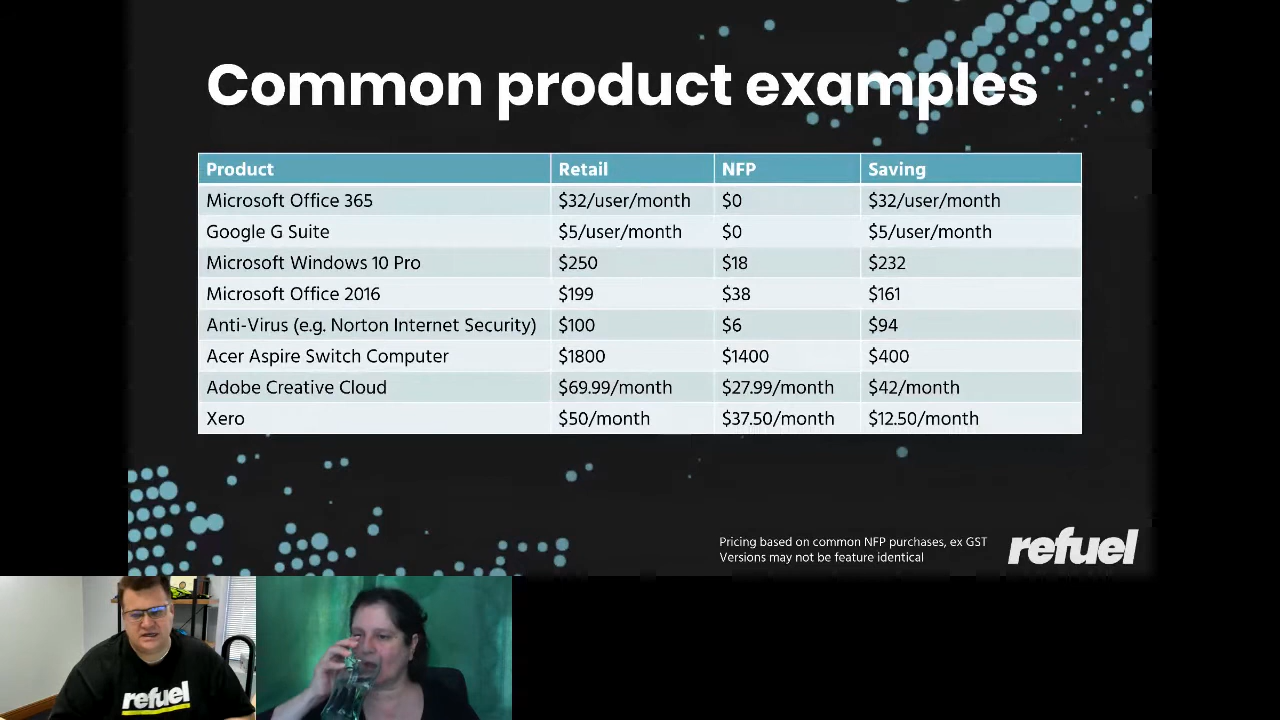 Common product examples
Product Retail NFP Saving
Microsoft Office 365 $32/user/month $0 $32/user/month
Google G Suite $5/user/month $0 $5/user/month
Microsoft Windows 10 Pro $250 $18 $232
Microsoft Office 2016 $199 $38 $161
Anti-Virus (e.g. Norton Internet Security) $100 $6 $94
Acer Aspire Switch Computer $1800 $1400 $400
Adobe Creative Cloud $69.99/month $27.99/month $42/month
Xero $50/month $37.50/month $12.50/month
Pricing based on common NFP purchases, ex GST
Versions may not be feature identical
refuel
refuel